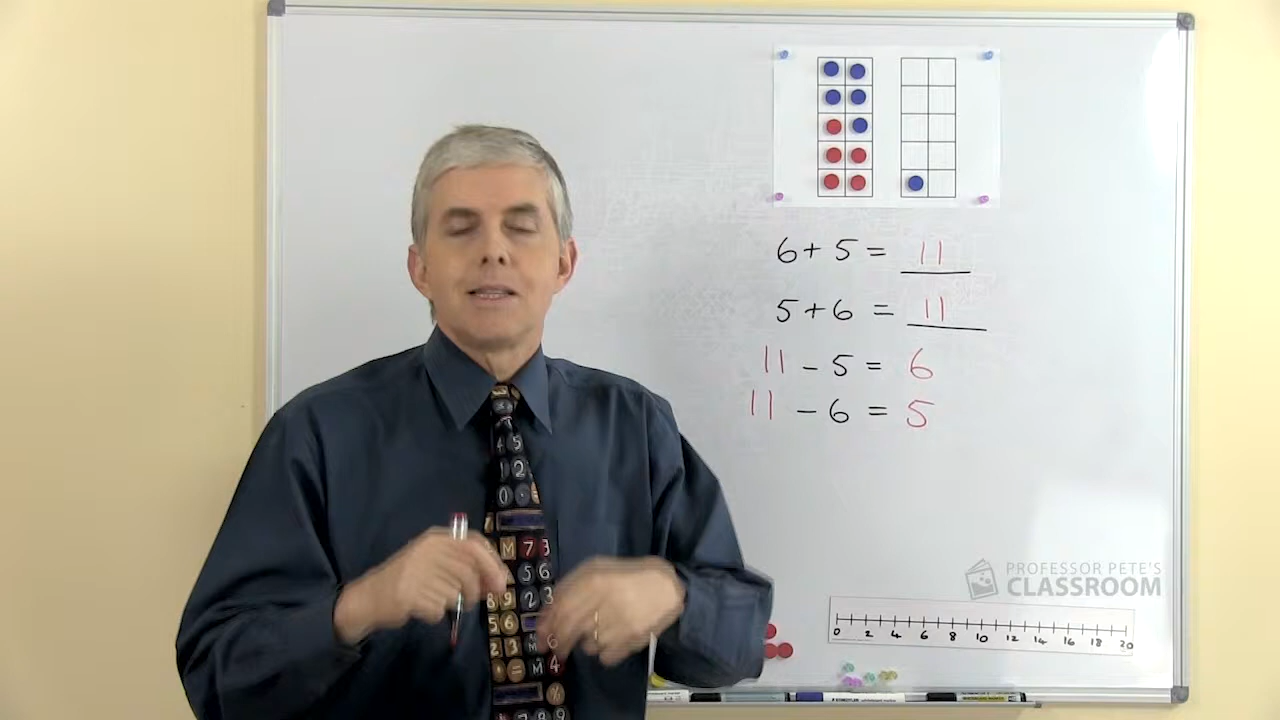 6 + 5 = 11
5 + 6 = 11
11 - 5 = 6
11 - 6 = 5
PROFESSOR PETE'S
CLASSROOM
0 2 4 6 8 10 12 14 16 18 20